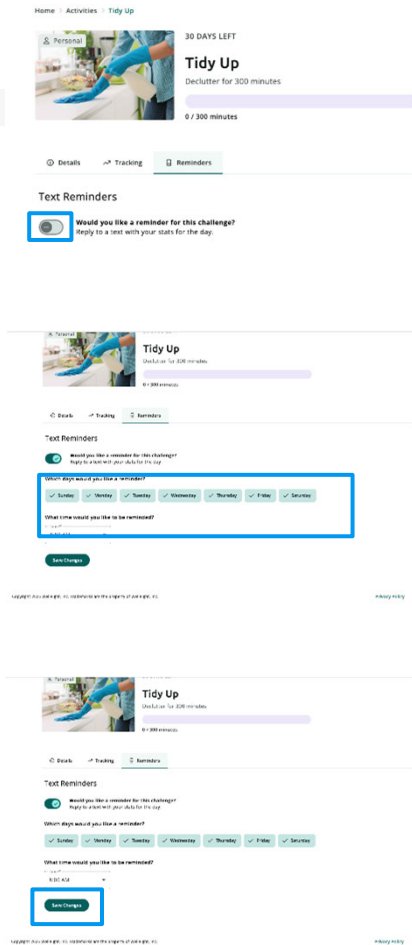 Home > Activities > Tidy Up
Personal
30 DAYS LEFT
Tidy Up
Declutter for 300 minutes
0 / 300 minutes
Details Tracking Reminders
Text Reminders
Would you like a reminder for this challenge?
Reply to a text with your stats for the day.
Personal
Tidy Up
Declutter for 300 minutes
0 / 300 minutes
Details Tracking Reminders
Text Reminders
Would you like a reminder for this challenge?
Reply to a text with your stats for the day
Which days would you like a reminder?
Sunday Monday Tuesday Wednesday Thursday Friday Saturday
What time would you like to be reminded?
Save Changes
Privacy Policy
Personal
Tidy Up
Declutter for 300 minutes
0 / 300 minutes
Details Tracking Reminders
Text Reminders
Would you like a reminder for this challenge?
Reply to a text with your stats for the day
Which days would you like a reminder?
Sunday Monday Tuesday Wednesday Thursday Friday Saturday
What time would you like to be reminded?
Save Changes
Privacy Policy